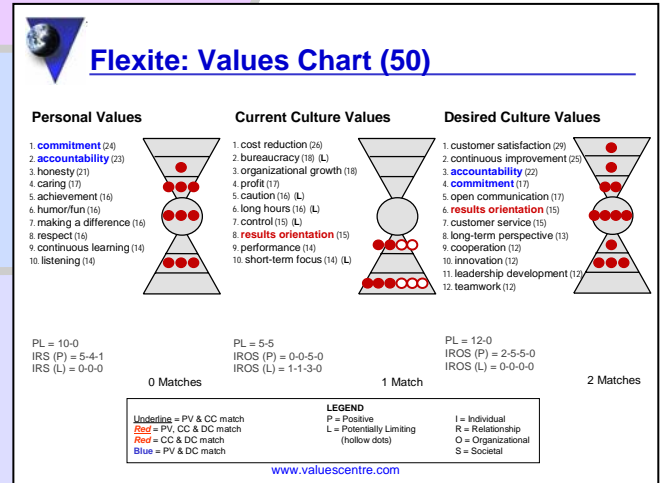 Flexite: Values Chart (50)
Personal Values
1. commitment (24)
2. accountability (23)
3. honesty (21)
4. caring (17)
5. achievement (16)
6. humor/fun (16)
7. making a difference (16)
8. respect (16)
9. continuous learning (14)
10. listening (14)
PL = 10-0
IRS (P) = 5-4-1
IRS (L) = 0-0-0
0 Matches
Current Culture Values
1. cost reduction (26)
2. bureaucracy (18) (L)
3. organizational growth (18)
4. profit (17)
5. caution (16) (L)
6. long hours (16) (L)
7. control (15) (L)
8. results orientation (15)
9. performance (14)
10. short-term focus (14) (L)
PL = 5-5
IROS (P) = 0-0-5-0
IROS (L) = 1-1-3-0
1 Match
Desired Culture Values
1. customer satisfaction (29)
2. continuous improvement (25)
3. accountability (22)
4. commitment (17)
5. open communication (17)
6. results orientation (15)
7. customer service (15)
8. long-term perspective (13)
9. cooperation (12)
10. innovation (12)
11. leadership development (12)
12. teamwork (12)
PL = 12-0
IROS (P) = 2-5-5-0
IROS (L) = 0-0-0-0
2 Matches
LEGEND
Underline = PV & CC match
Red = PV, CC & DC match
Red = CC & DC match
Blue = PV & DC match
P = Positive
L = Potentially Limiting
(hollow dots)
I = Individual
R = Relationship
O = Organizational
S = Societal
www.valuescentre.com